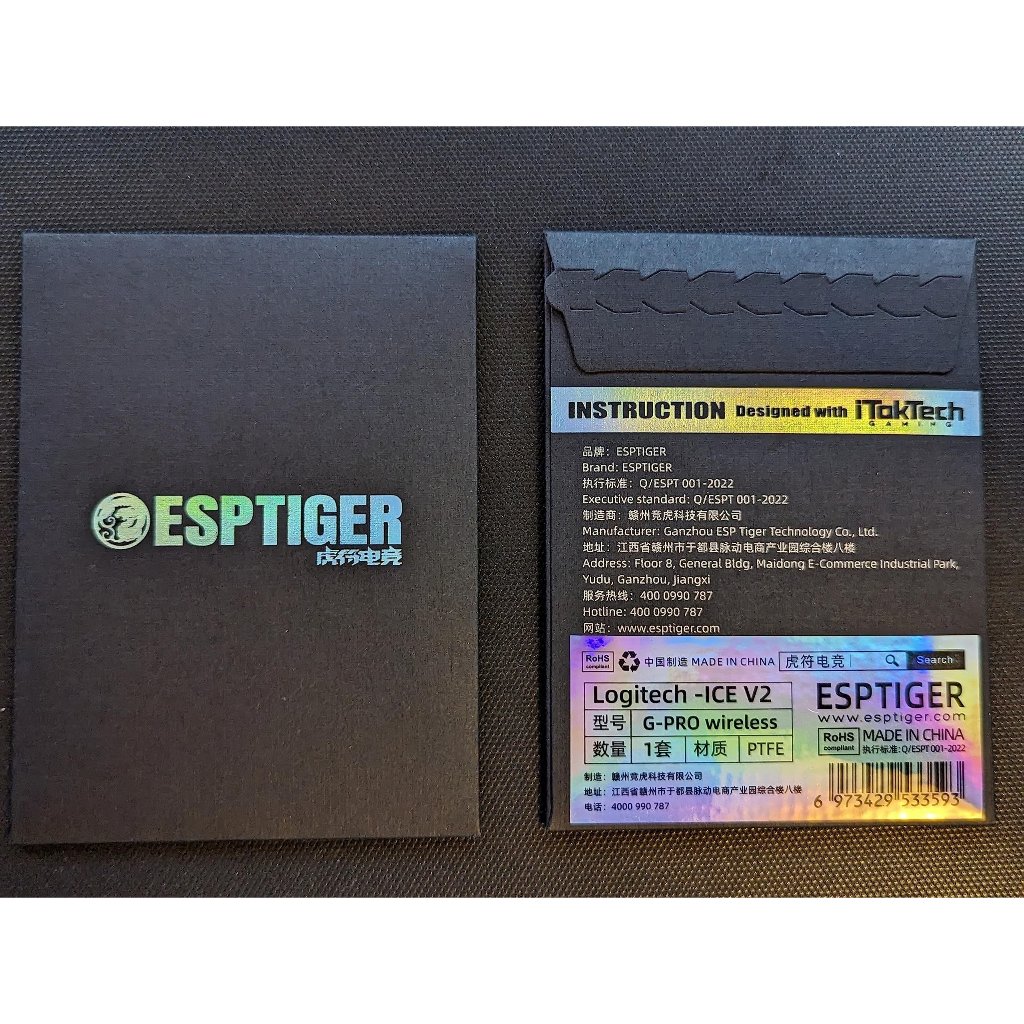 ESPTIGER
虎符电竞
INSTRUCTION Designed with iTakTech
GAMING
品牌：ESPTIGER
Brand: ESPTIGER
执行标准：Q/ESPT 001-2022
Executive standard: Q/ESPT 001-2022
制造商：赣州竞虎科技有限公司
Manufacturer: Ganzhou ESP Tiger Technology Co., Ltd.
地址：江西省赣州市于都县脉动电商产业园综合楼八楼
Address: Floor 8, General Bldg, Maidong E-Commerce Industrial Park,
Yudu, Ganzhou, Jiangxi
服务热线：400 0990 787
Hotline: 400 0990 787
网站：www.esptiger.com
RoHS compliant 中国制造 MADE IN CHINA 虎符电竞 Search
Logitech -ICE V2
型号 G-PRO wireless
数量 1套 材质 PTFE
ESPTIGER
www.esptiger.com
RoHS compliant MADE IN CHINA
执行标准: Q/ESPT 001-2022
制造：赣州竞虎科技有限公司
地址：江西省赣州市于都县脉动电商产业园综合楼八楼
电话：4000 990 787
6 973429 533593